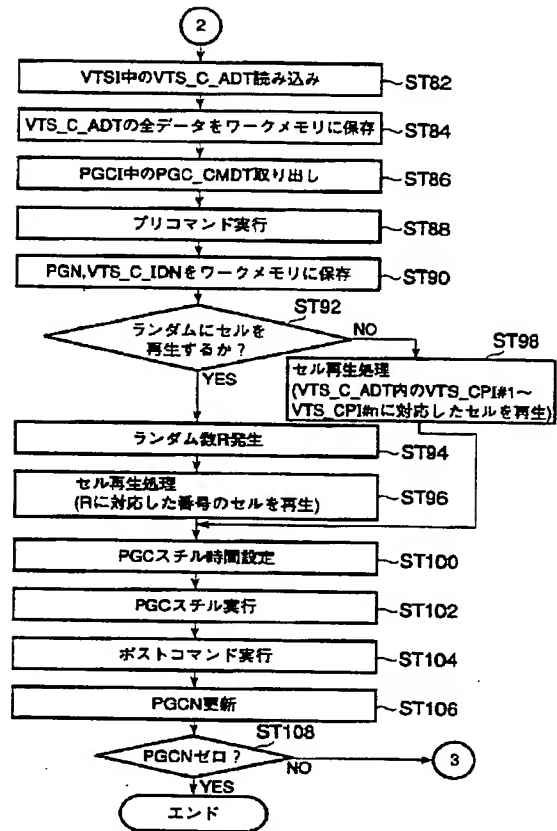 2
VTSI中のVTS_C_ADT読み込み
ST82
VTS_C_ADTの全データをワークメモリに保存
ST84
PGCI中のPGC_CMDT取り出し
ST86
プリコマンド実行
ST88
PGN,VTS_C_IDNをワークメモリに保存
ST90
ST92
ランダムにセルを
再生するか?
NO
YES
ST98
セル再生処理
(VTS_C_ADT内のVTS_CPI#1～
VTS_CPI#nに対応したセルを再生)
ランダム数R発生
ST94
セル再生処理
(Rに対応した番号のセルを再生)
ST96
PGCスチル時間設定
ST100
PGCスチル実行
ST102
ポストコマンド実行
ST104
PGCN更新
ST106
ST108
PGCNゼロ?
NO
3
YES
エンド